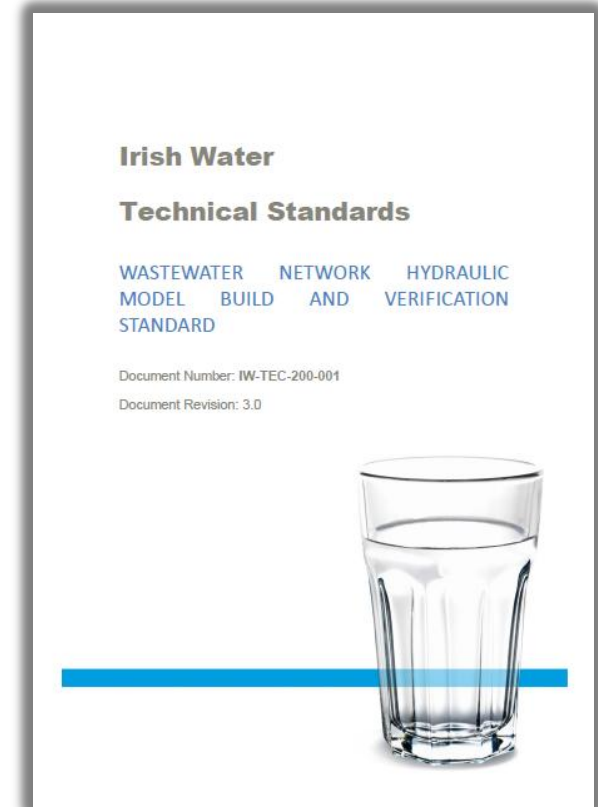 Irish Water
Technical Standards
WASTEWATER NETWORK HYDRAULIC
MODEL BUILD AND VERIFICATION
STANDARD
Document Number: IW-TEC-200-001
Document Revision: 3.0